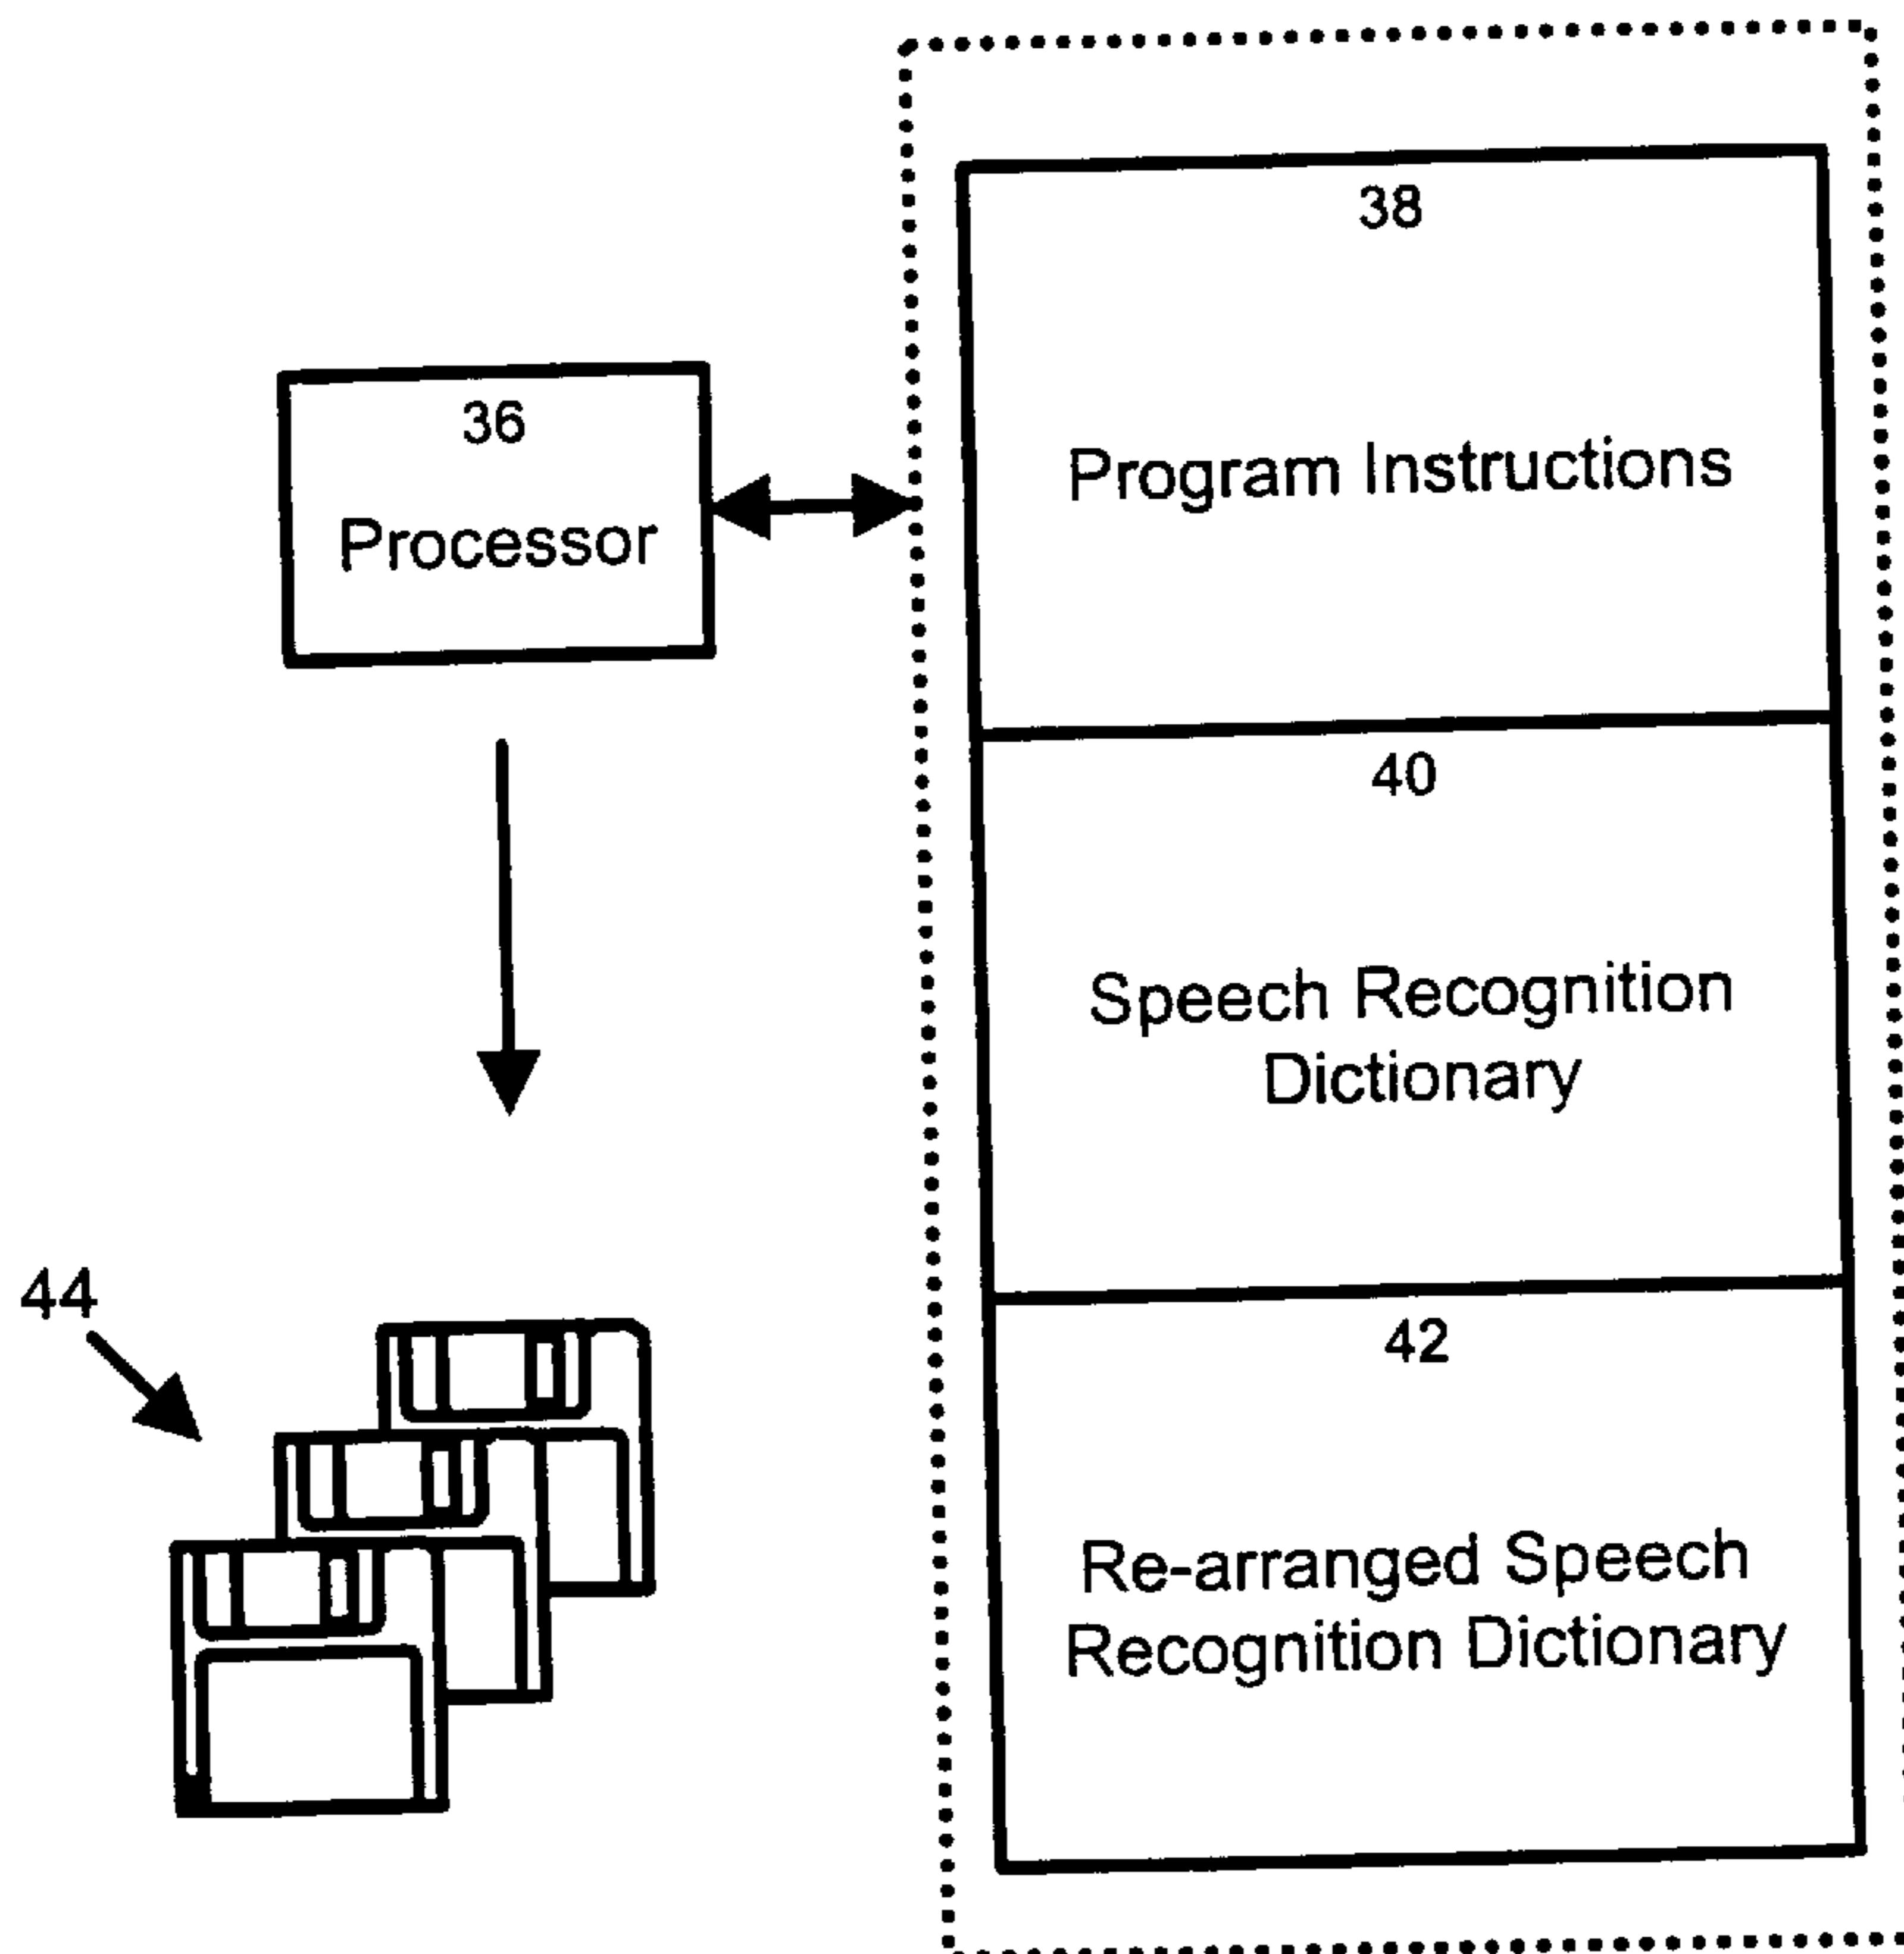 38
Program Instructions
36
Processor
40
Speech Recognition
Dictionary
44
42
Re-arranged Speech
Recognition Dictionary